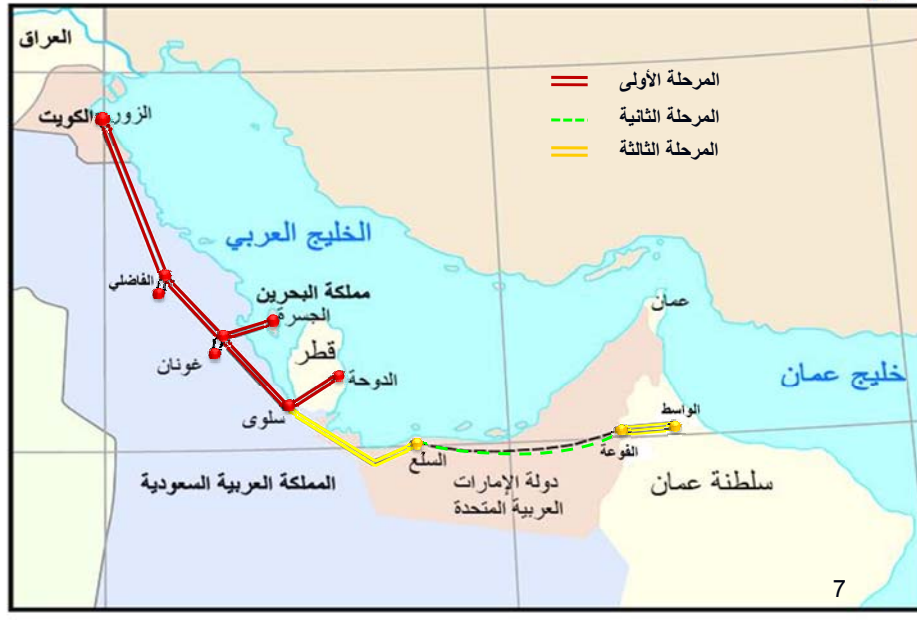 العراق
المرحلة الأولى
المرحلة الثانية
المرحلة الثالثة
الزور
الكويت
الخليج العربي
الفاضلي
مملكة البحرين
الجسرة
غونان
قطر
الدوحة
سلوى
عمان
خليج عمان
الواسط
الفوعة
السلع
المملكة العربية السعودية
دولة الإمارات
العربية المتحدة
سلطنة عمان
7